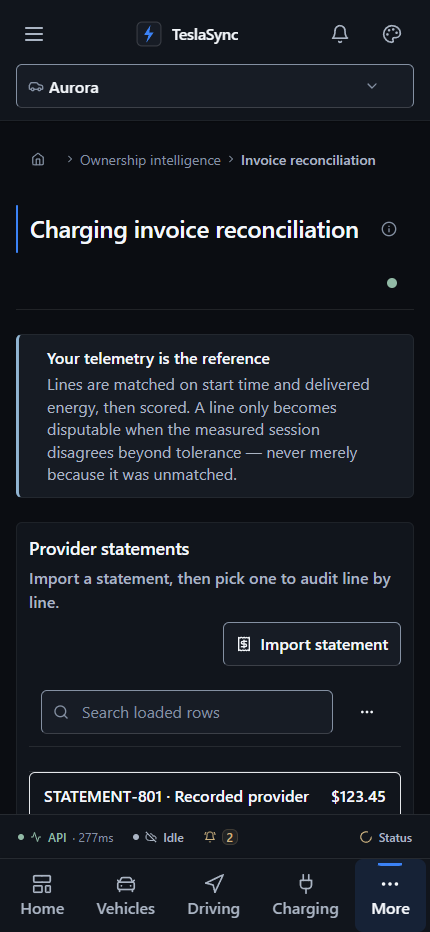 TeslaSync
Aurora
Ownership intelligence
Invoice reconciliation
Charging invoice reconciliation
Your telemetry is the reference
Lines are matched on start time and delivered
energy, then scored. A line only becomes
disputable when the measured session
disagrees beyond tolerance — never merely
because it was unmatched.
Provider statements
Import a statement, then pick one to audit line by
line.
Import statement
Search loaded rows
STATEMENT-801 · Recorded provider $123.45
API · 277ms Idle 2 Status
Home Vehicles Driving Charging More